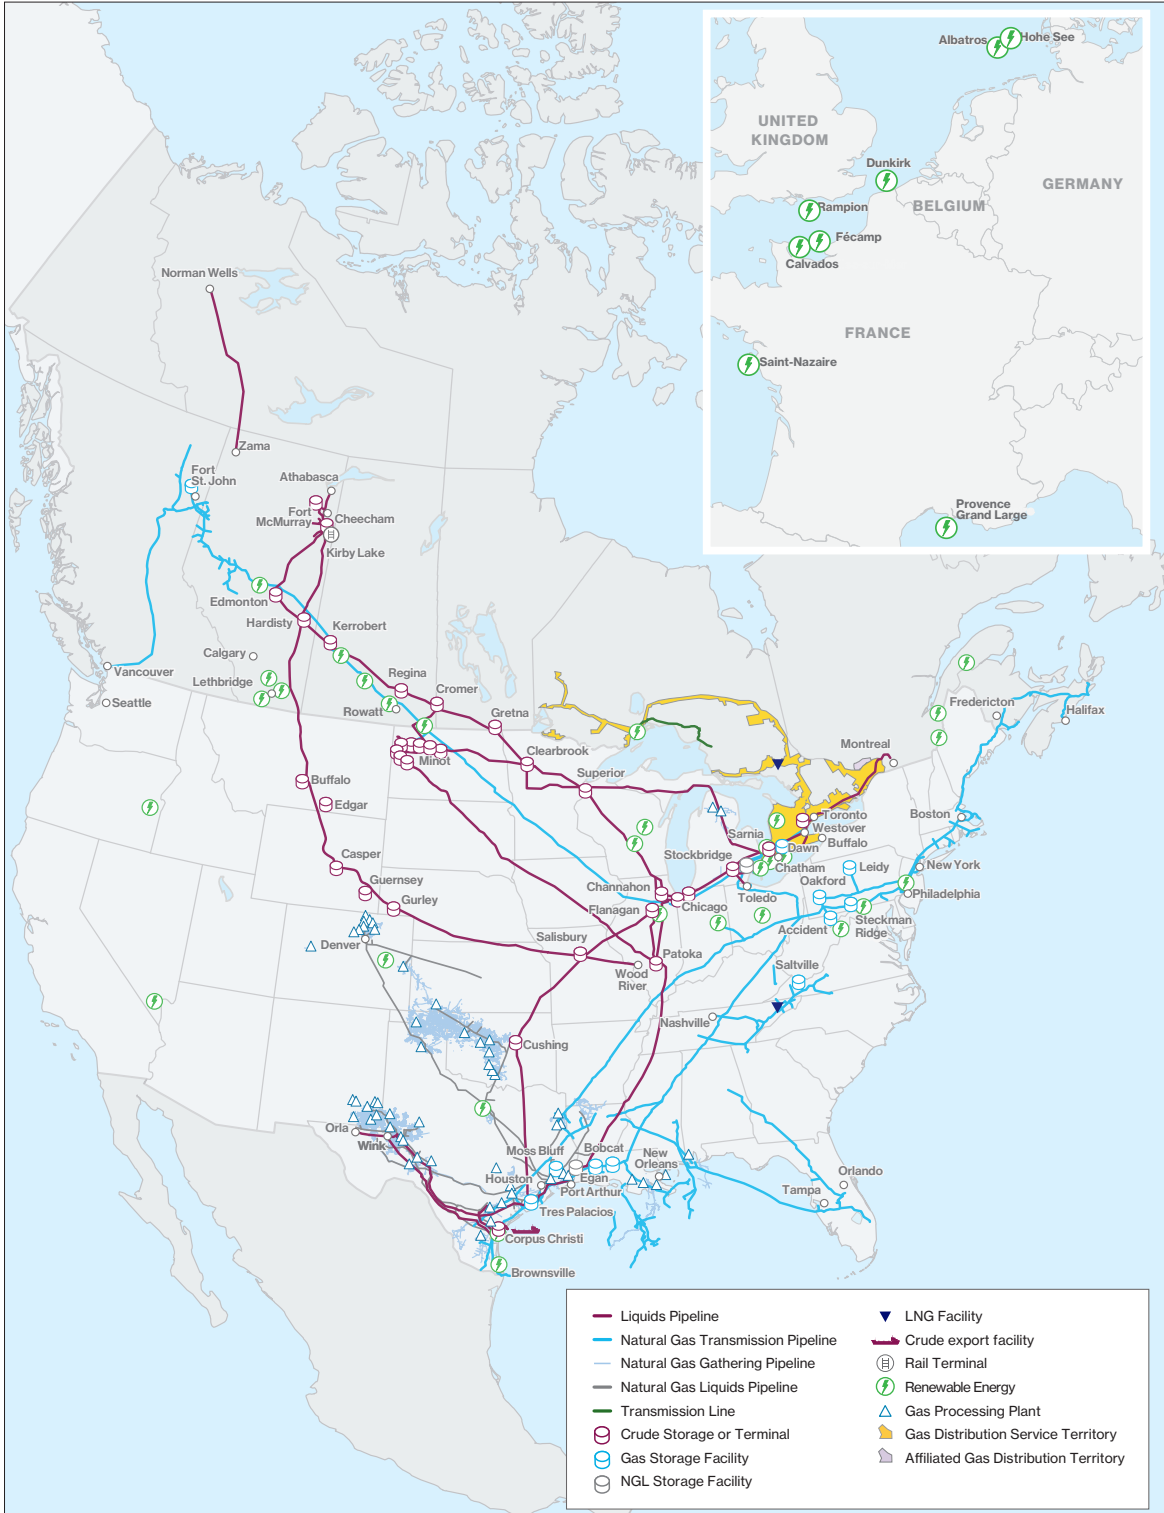 Albatros
Hohe See
UNITED
KINGDOM
Dunkirk
GERMANY
BELGIUM
Rampion
Fécamp
Calvados
FRANCE
Saint-Nazaire
Provence
Grand Large
Norman Wells
Zama
Fort
St. John
Athabasca
Fort
McMurray
Cheecham
Kirby Lake
Edmonton
Hardisty
Kerrobert
Calgary
Vancouver
Lethbridge
Regina
Cromer
Seattle
Rowatt
Gretna
Fredericton
Halifax
Clearbrook
Montreal
Minot
Superior
Buffalo
Edgar
Toronto
Boston
Westover
Sarnia
Buffalo
Dawn
Stockbridge
Casper
Chatham
Leidy
New York
Oakford
Guernsey
Channahon
Toledo
Philadelphia
Gurley
Flanagan
Chicago
Steckman
Ridge
Accident
Denver
Salisbury
Patoka
Wood
River
Saltville
Nashville
Cushing
Orla
Wink
Moss Bluff
Bobcat
New
Orleans
Houston
Egan
Port Arthur
Orlando
Tampa
Tres Palacios
Corpus Christi
Brownsville
Liquids Pipeline
Natural Gas Transmission Pipeline
Natural Gas Gathering Pipeline
Natural Gas Liquids Pipeline
Transmission Line
Crude Storage or Terminal
Gas Storage Facility
NGL Storage Facility
LNG Facility
Crude export facility
Rail Terminal
Renewable Energy
Gas Processing Plant
Gas Distribution Service Territory
Affiliated Gas Distribution Territory